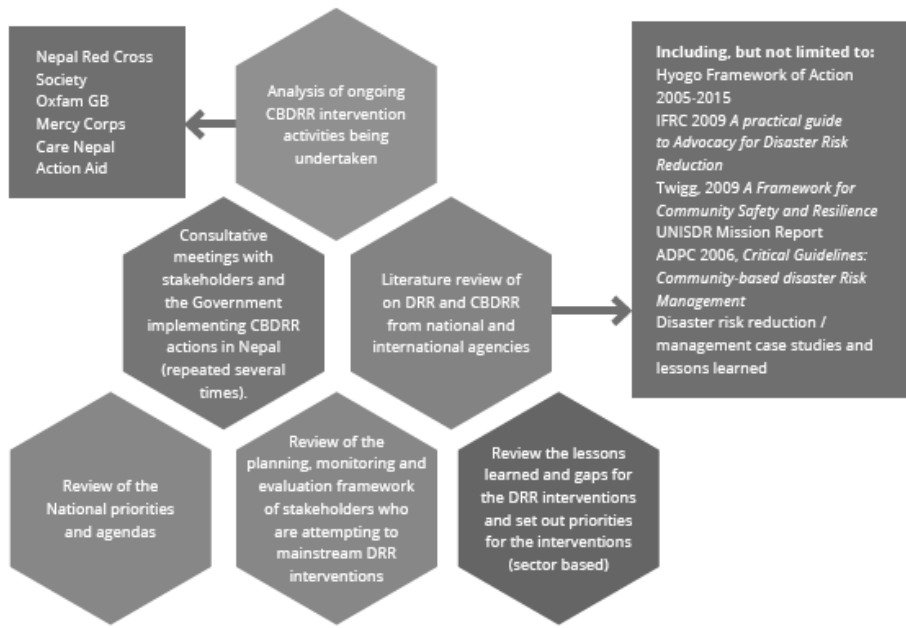 Nepal Red Cross
Society
Oxfam GB
Mercy Corps
Care Nepal
Action Aid
Analysis of ongoing
CBDRR intervention
activities being
undertaken
Including, but not limited to:
Hyogo Framework of Action
2005-2015
IFRC 2009 A practical guide
to Advocacy for Disaster Risk
Reduction
Twigg, 2009 A Framework for
Community Safety and Resilience
UNISDR Mission Report
ADPC 2006, Critical Guidelines:
Community-based disaster Risk
Management
Disaster risk reduction /
management case studies and
lessons learned
Consultative
meetings with
stakeholders and
the Government
implementing CBDRR
actions in Nepal
(repeated several
times).
Literature review of
on DRR and CBDRR
from national and
international agencies
Review of the
National priorities
and agendas
Review of the
planning, monitoring and
evaluation framework
of stakeholders who
are attempting to
mainstream DRR
interventions
Review the lessons
learned and gaps for
the DRR interventions
and set out priorities
for the interventions
(sector based)